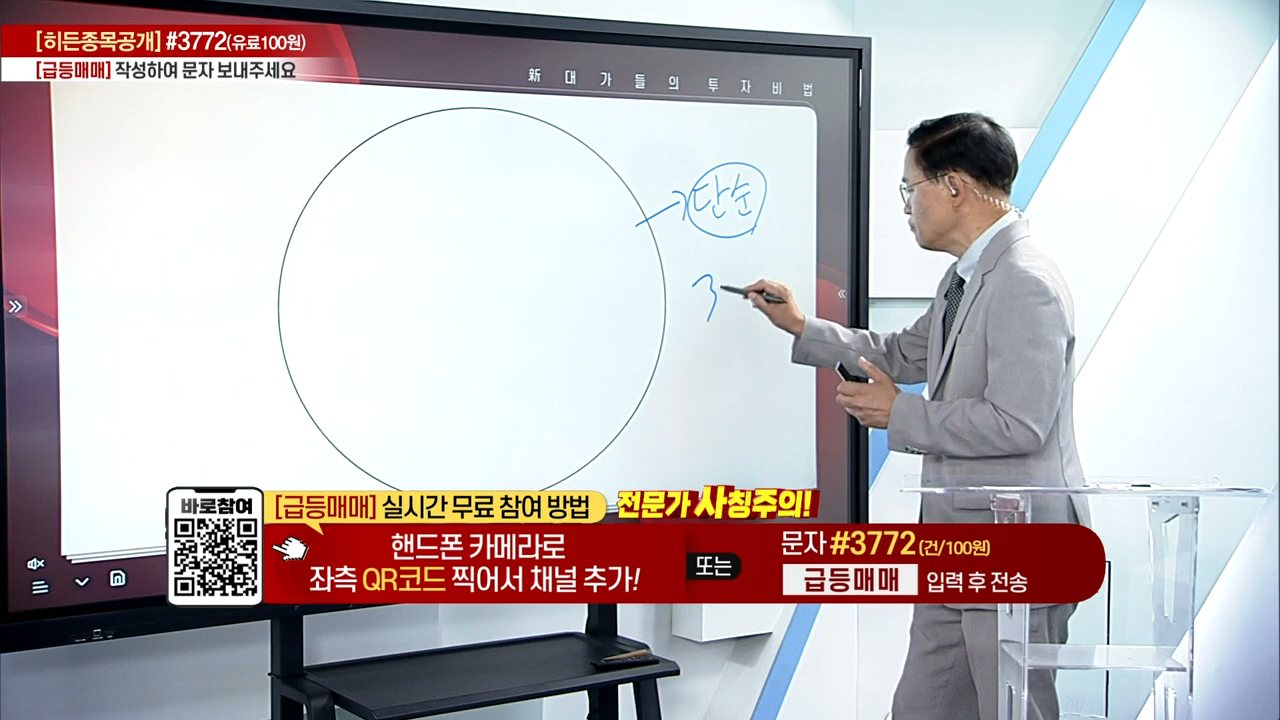 [히든종목공개] #3772(유료100원)
[급등매매] 작성하여 문자 보내주세요
新 대가들의 투자비법
단순
3
바로참여
[급등매매] 실시간 무료 참여 방법
전문가 사칭주의!
핸드폰 카메라로
좌측 QR코드 찍어서 채널 추가!
또는
문자 #3772 (건/100원)
급등매매 입력 후 전송